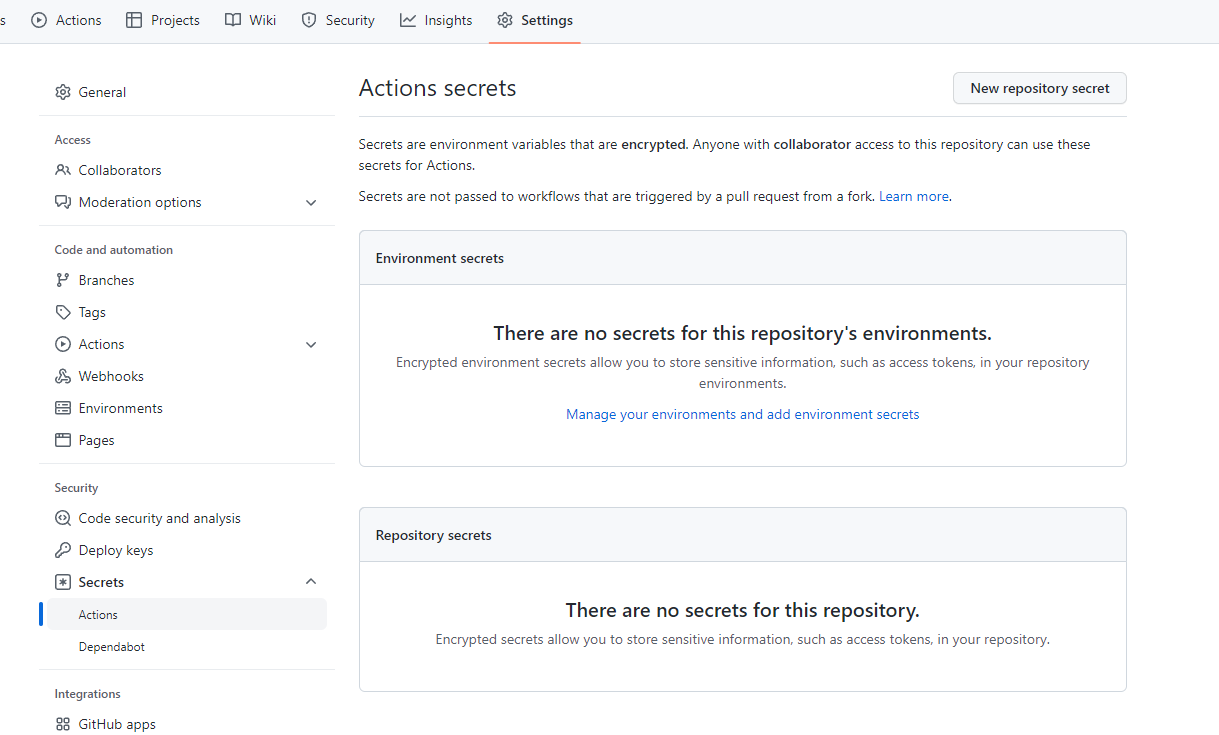 s Actions Projects Wiki Security Insights Settings
General
Access
Collaborators
Moderation options
Code and automation
Branches
Tags
Actions
Webhooks
Environments
Pages
Security
Code security and analysis
Deploy keys
Secrets
Actions
Dependabot
Integrations
GitHub apps
Actions secrets
New repository secret
Secrets are environment variables that are encrypted. Anyone with collaborator access to this repository can use these
secrets for Actions.
Secrets are not passed to workflows that are triggered by a pull request from a fork. Learn more.
Environment secrets
There are no secrets for this repository's environments.
Encrypted environment secrets allow you to store sensitive information, such as access tokens, in your repository
environments.
Manage your environments and add environment secrets
Repository secrets
There are no secrets for this repository.
Encrypted secrets allow you to store sensitive information, such as access tokens, in your repository.